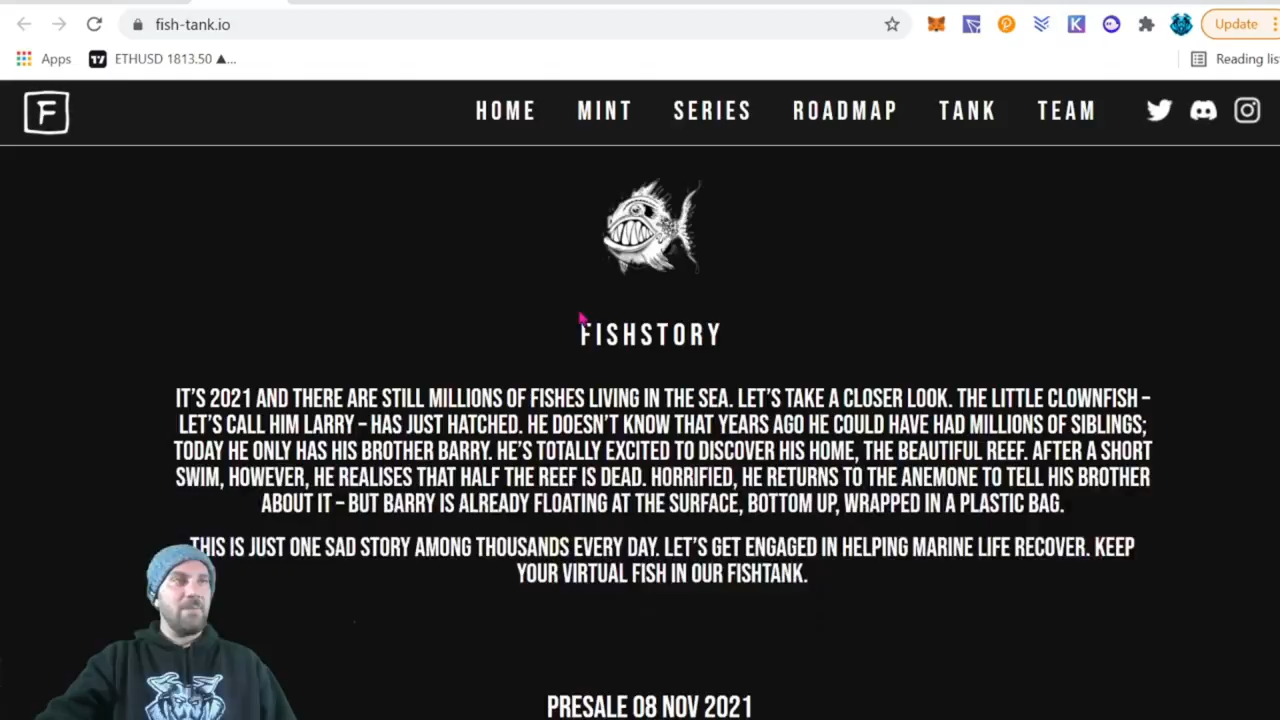 fish-tank.io
Update
Apps
ETHUSD 1813.50 ▲...
Reading lis
F
HOME MINT SERIES ROADMAP TANK TEAM
FISHSTORY
IT'S 2021 AND THERE ARE STILL MILLIONS OF FISHES LIVING IN THE SEA. LET'S TAKE A CLOSER LOOK. THE LITTLE CLOWNFISH –
LET'S CALL HIM LARRY – HAS JUST HATCHED. HE DOESN'T KNOW THAT YEARS AGO HE COULD HAVE HAD MILLIONS OF SIBLINGS;
TODAY HE ONLY HAS HIS BROTHER BARRY. HE'S TOTALLY EXCITED TO DISCOVER HIS HOME, THE BEAUTIFUL REEF. AFTER A SHORT
SWIM, HOWEVER, HE REALISES THAT HALF THE REEF IS DEAD. HORRIFIED, HE RETURNS TO THE ANEMONE TO TELL HIS BROTHER
ABOUT IT – BUT BARRY IS ALREADY FLOATING AT THE SURFACE, BOTTOM UP, WRAPPED IN A PLASTIC BAG.
THIS IS JUST ONE SAD STORY AMONG THOUSANDS EVERY DAY. LET'S GET ENGAGED IN HELPING MARINE LIFE RECOVER. KEEP
YOUR VIRTUAL FISH IN OUR FISHTANK.
PRESALE 08 NOV 2021